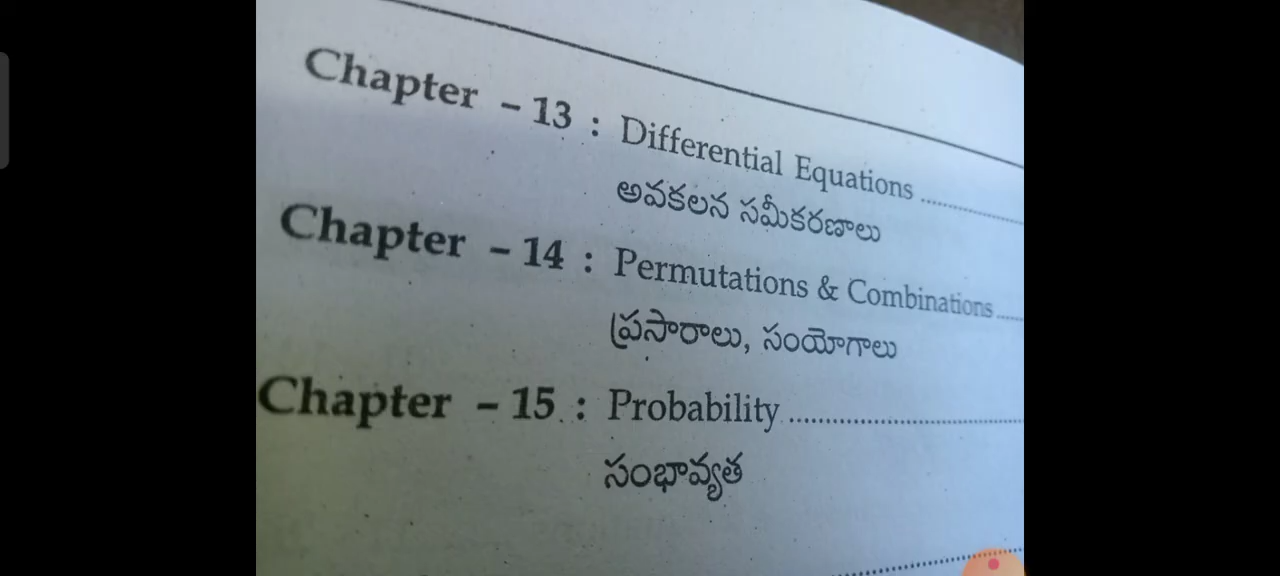 Chapter - 13 : Differential Equations ....................
అవకలన సమీకరణాలు
Chapter - 14 : Permutations & Combinations......
ప్రసారాలు, సంయోగాలు
Chapter - 15 : Probability ........................................
సంభావ్యత